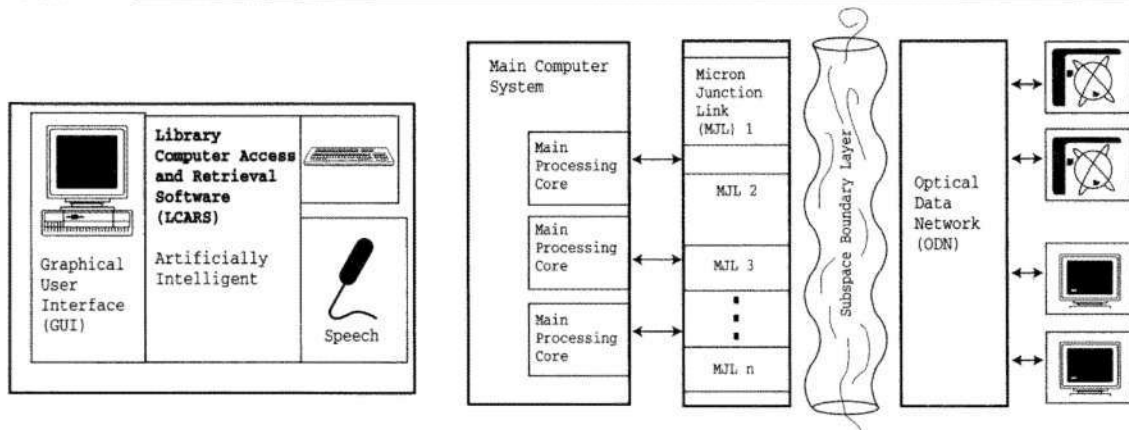 Library
Computer Access
and Retrieval
Software
(LCARS)
Artificially
Intelligent
Graphical
User
Interface
(GUI)
Speech
Main Computer
System
Main
Processing
Core
Main
Processing
Core
Main
Processing
Core
Micron
Junction
Link
(MJL) 1
MJL 2
MJL 3
MJL n
Subspace Boundary Layer
Optical
Data
Network
(ODN)